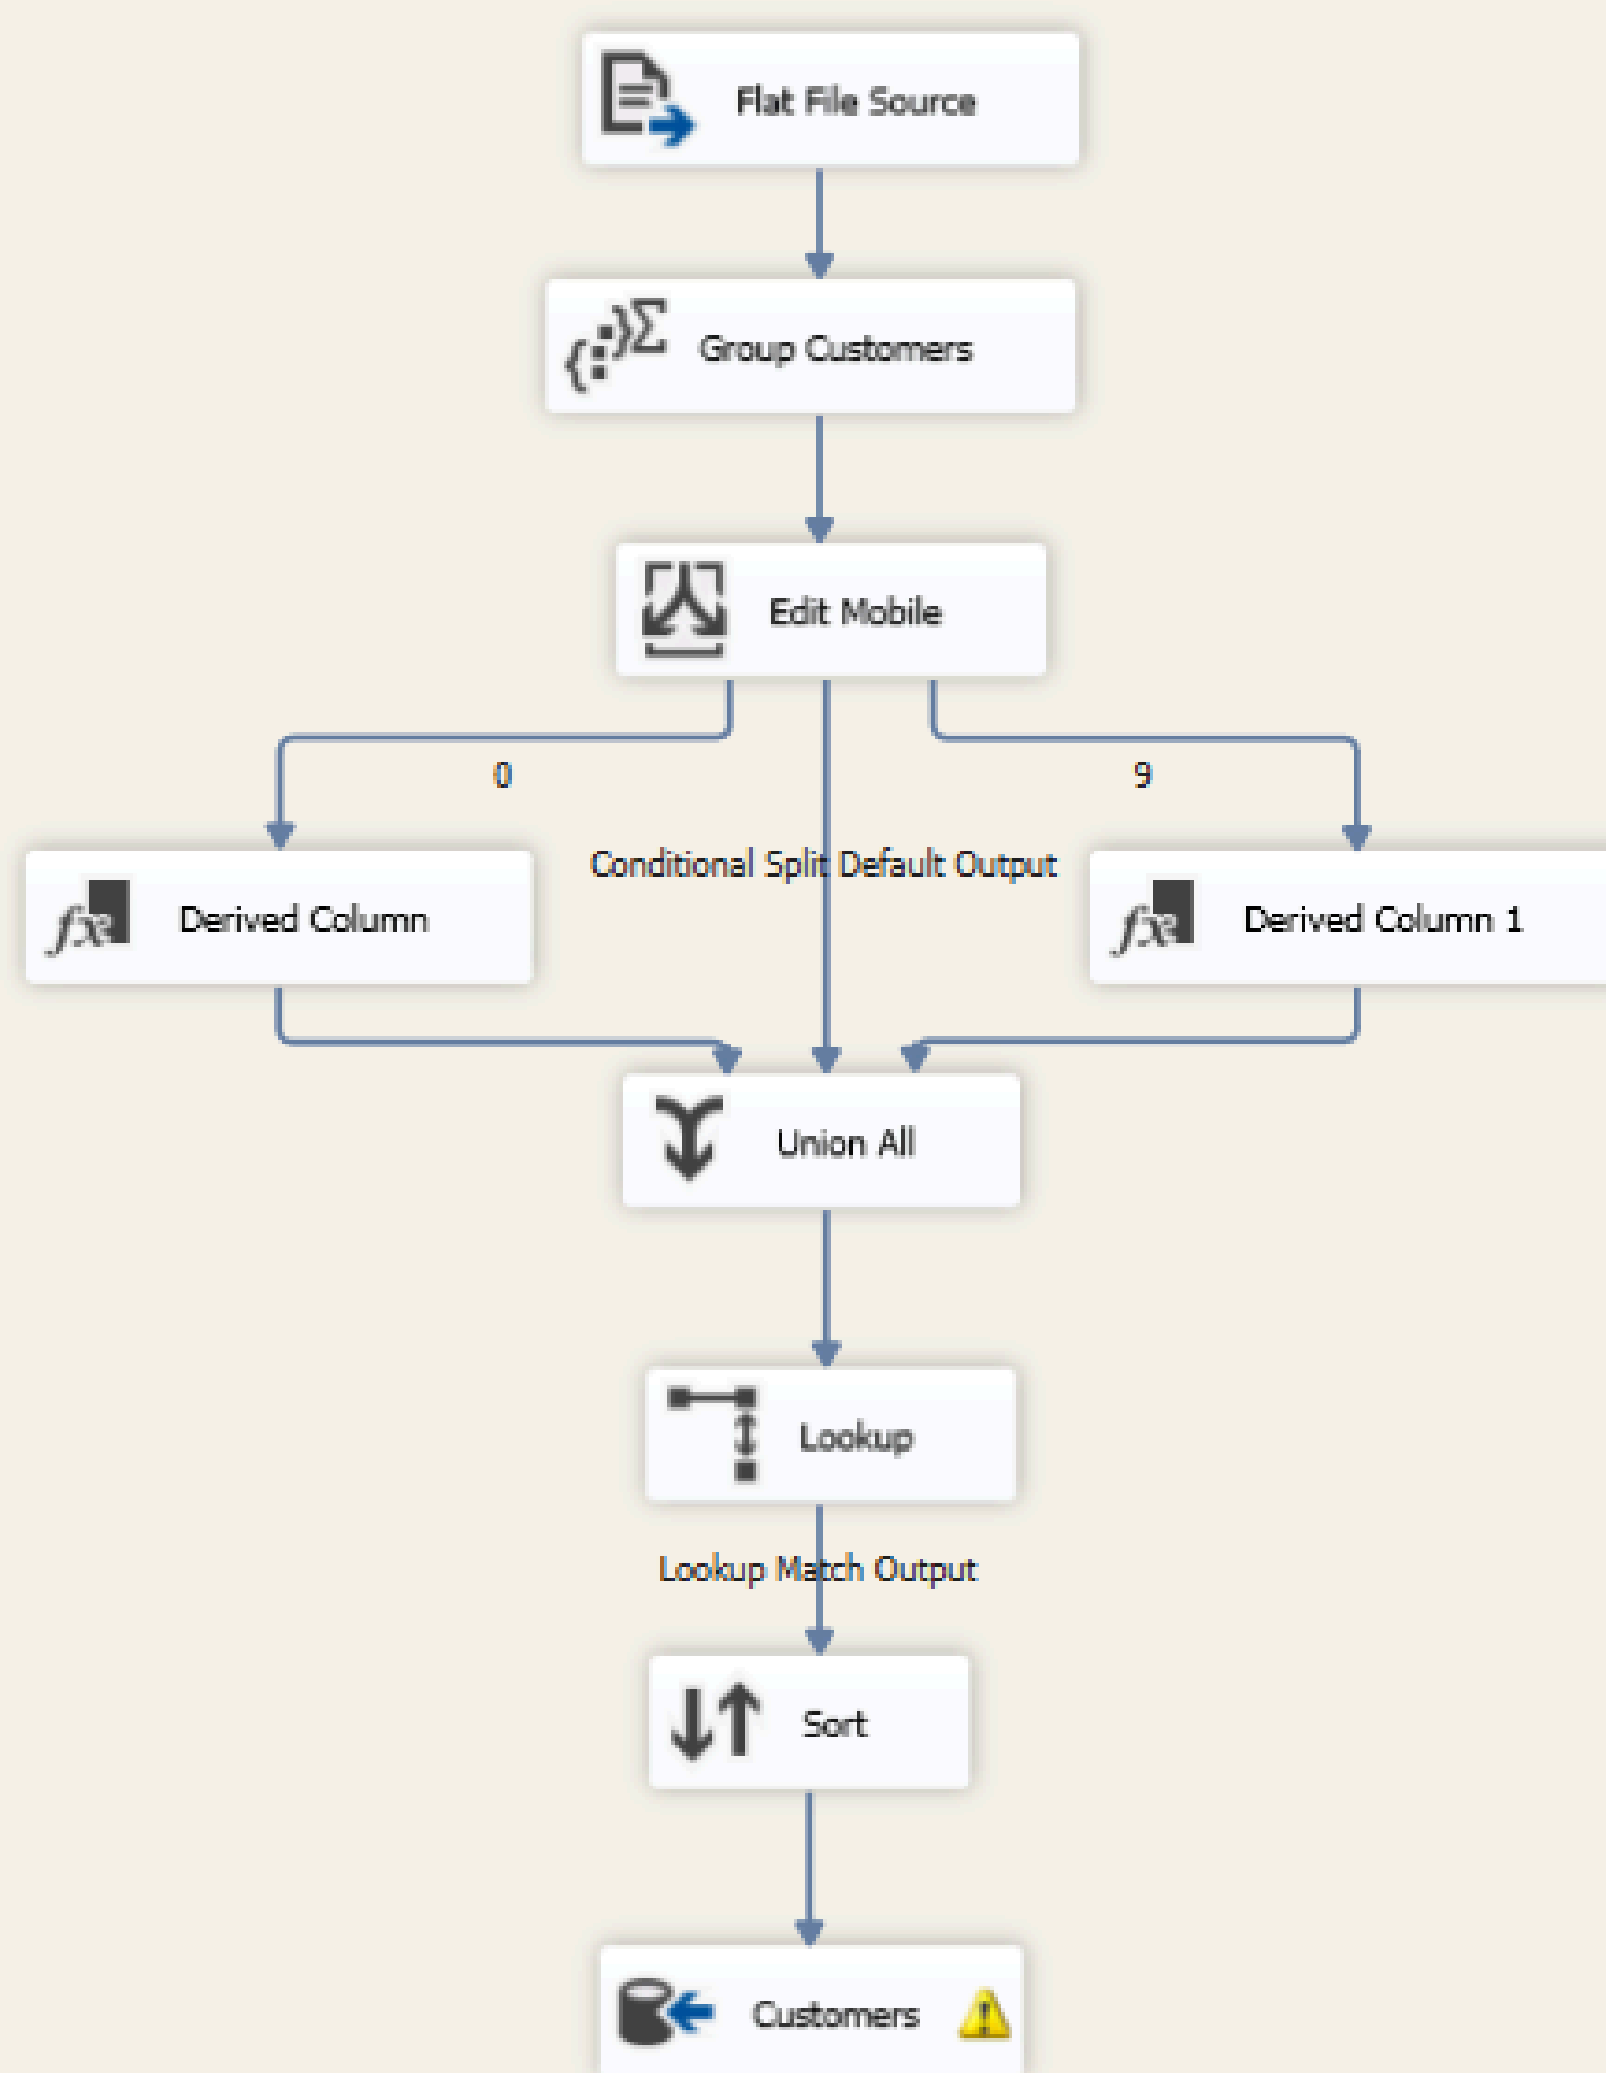 Flat File Source
Group Customers
Edit Mobile
0
9
Conditional Split Default Output
Derived Column
Derived Column 1
Union All
Lookup
Lookup Match Output
Sort
Customers